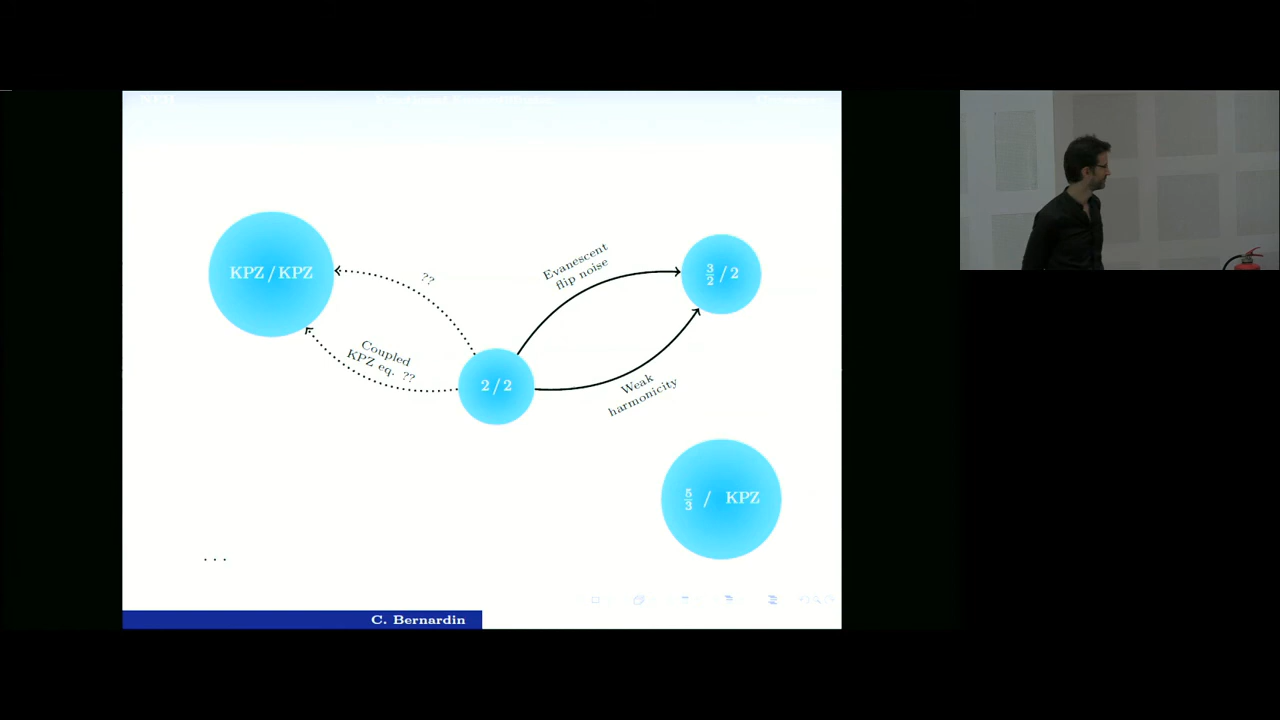 KPZ / KPZ
??
Evanescent
flip noise
3/2 / 2
Coupled
KPZ eq. ??
2 / 2
Weak
harmonicity
5/3 / KPZ
...
C. Bernardin